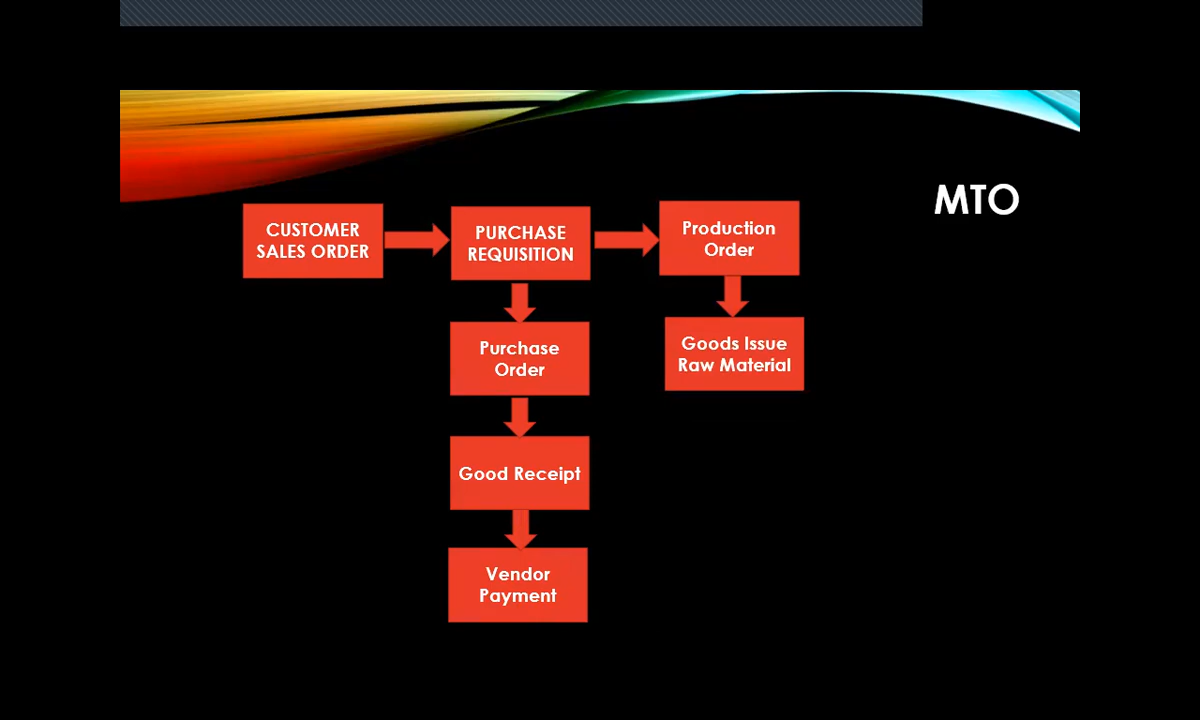 MTO
CUSTOMER
SALES ORDER
PURCHASE
REQUISITION
Production
Order
Purchase
Order
Goods Issue
Raw Material
Good Receipt
Vendor
Payment